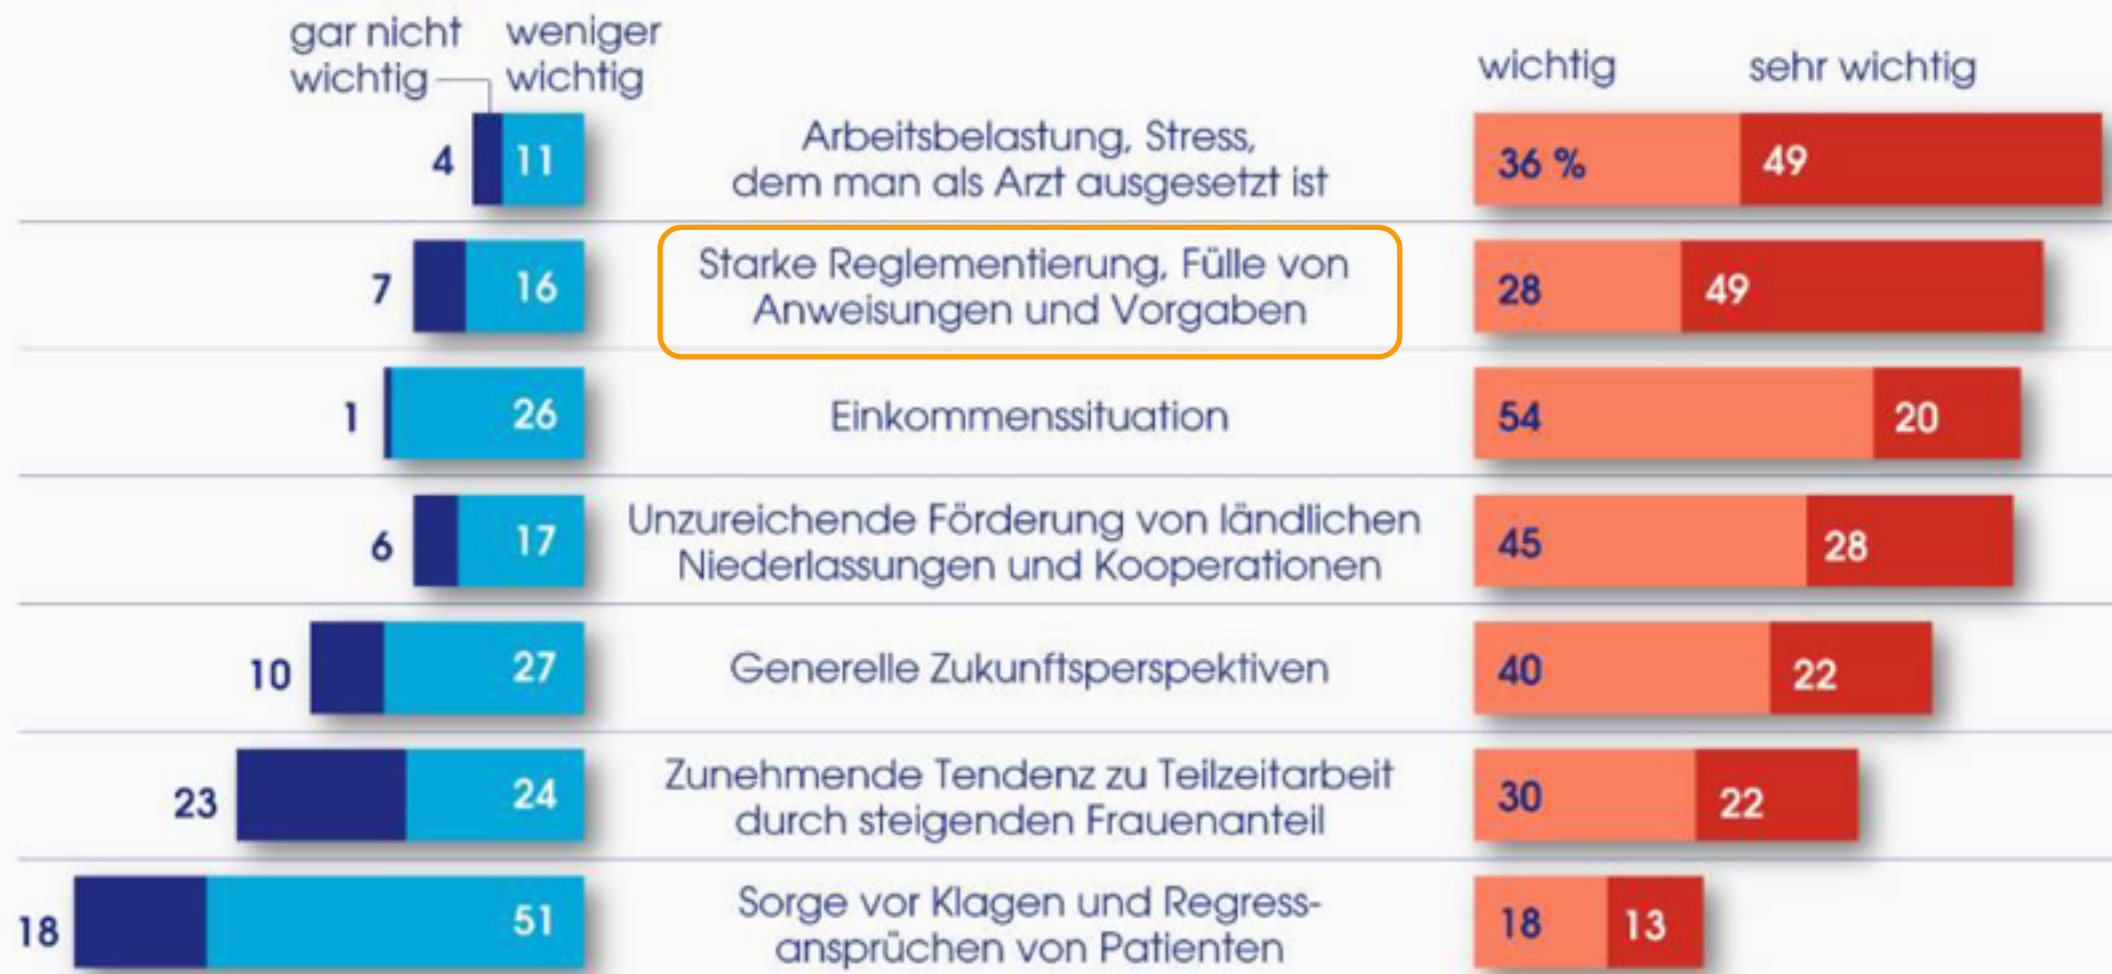 gar nicht wichtig
weniger wichtig
wichtig
sehr wichtig
4
11
Arbeitsbelastung, Stress,
dem man als Arzt ausgesetzt ist
36 %
49
7
16
Starke Reglementierung, Fülle von
Anweisungen und Vorgaben
28
49
1
26
Einkommenssituation
54
20
6
17
Unzureichende Förderung von ländlichen
Niederlassungen und Kooperationen
45
28
10
27
Generelle Zukunftsperspektiven
40
22
23
24
Zunehmende Tendenz zu Teilzeitarbeit
durch steigenden Frauenanteil
30
22
18
51
Sorge vor Klagen und Regress-
ansprüchen von Patienten
18
13